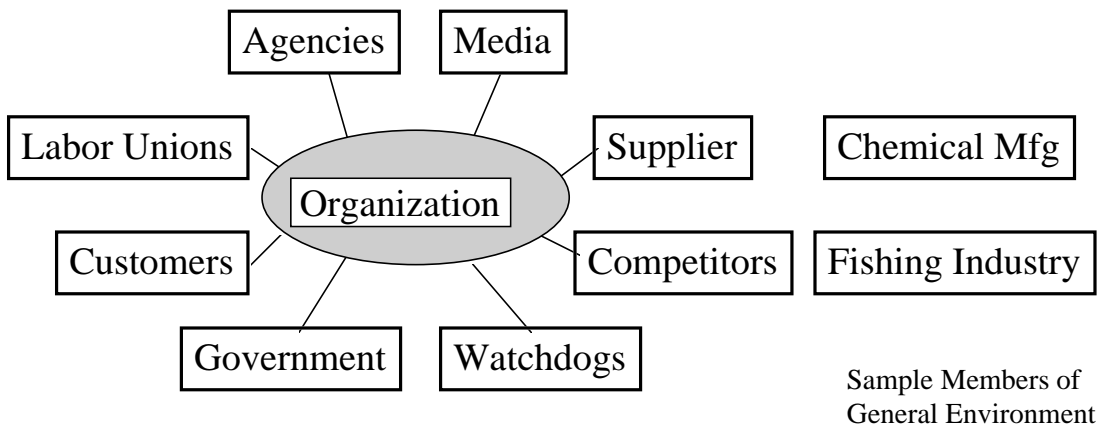 Agencies
Media
Labor Unions
Supplier
Chemical Mfg
Organization
Customers
Competitors
Fishing Industry
Government
Watchdogs
Sample Members of
General Environment